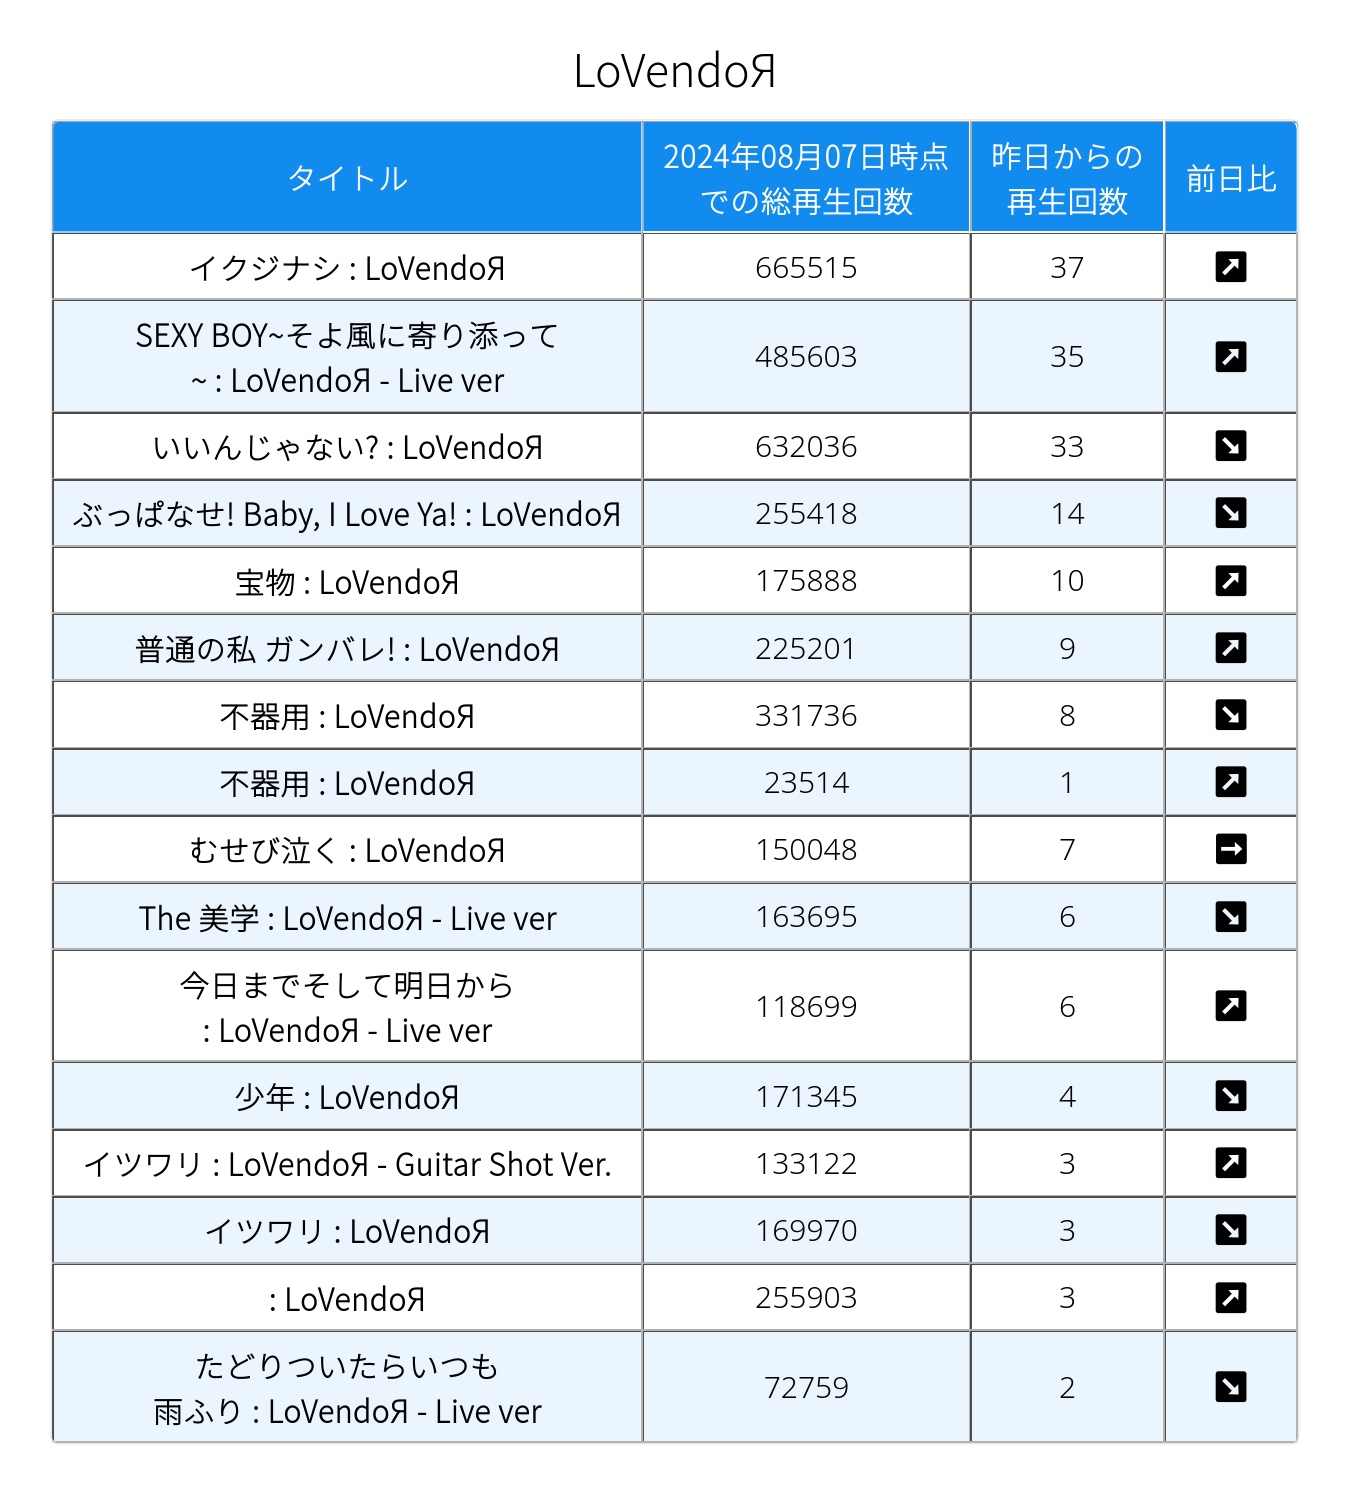 LoVendoЯ
タイトル
2024年08月07日時点
での総再生回数
昨日からの
再生回数
前日比
イクジナシ : LoVendoЯ 665515 37 ↗
SEXY BOY~そよ風に寄り添って
~ : LoVendoЯ - Live ver 485603 35 ↗
いいんじゃない? : LoVendoЯ 632036 33 ↘
ぶっぱなせ! Baby, I Love Ya! : LoVendoЯ 255418 14 ↘
宝物 : LoVendoЯ 175888 10 ↗
普通の私 ガンバレ! : LoVendoЯ 225201 9 ↗
不器用 : LoVendoЯ 331736 8 ↘
不器用 : LoVendoЯ 23514 1 ↗
むせび泣く : LoVendoЯ 150048 7 →
The 美学 : LoVendoЯ - Live ver 163695 6 ↘
今日までそして明日から
: LoVendoЯ - Live ver 118699 6 ↗
少年 : LoVendoЯ 171345 4 ↘
イツワリ : LoVendoЯ - Guitar Shot Ver. 133122 3 ↗
イツワリ : LoVendoЯ 169970 3 ↘
: LoVendoЯ 255903 3 ↗
たどりついたらいつも
雨ふり : LoVendoЯ - Live ver 72759 2 ↘